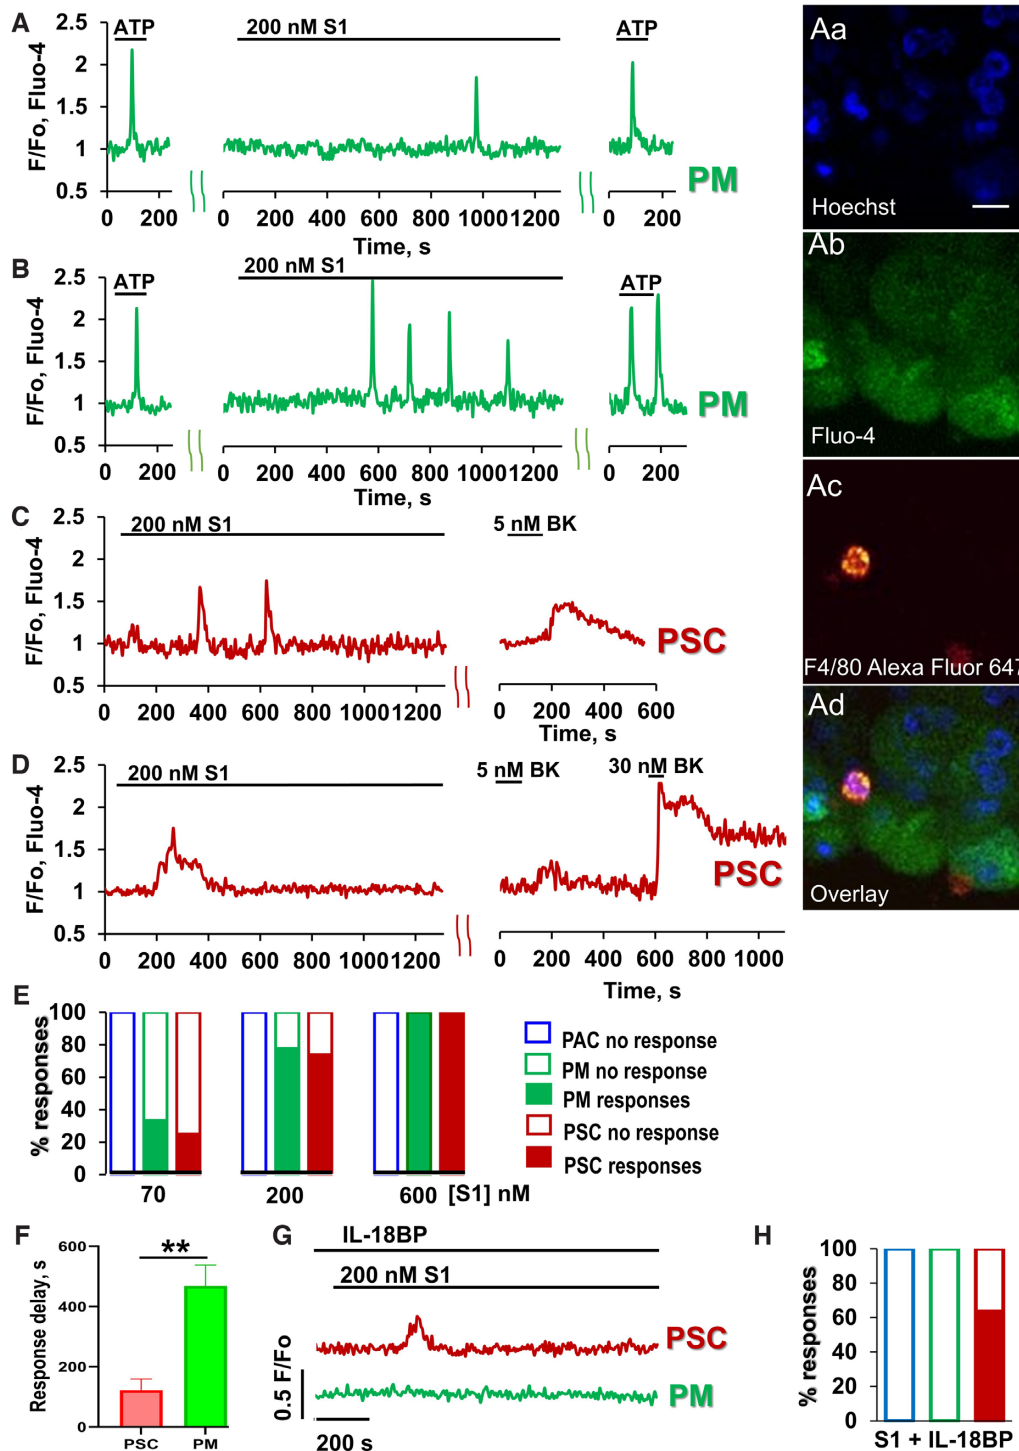 A
2.5
2
1.5
1
0.5
F/Fo, Fluo-4
ATP
200 nM S1
ATP
PM
0 200
0 200 400 600 800 10001200
0 200
Time, s
B
2.5
2
1.5
1
0.5
F/Fo, Fluo-4
ATP
200 nM S1
ATP
PM
0 200
0 200 400 600 800 10001200
0 200
Time, s
C
2.5
2
1.5
1
0.5
F/Fo, Fluo-4
200 nM S1
5 nM BK
PSC
0 200 400 600 800 10001200
0 200 400 600
Time, s
D
2.5
2
1.5
1
0.5
F/Fo, Fluo-4
200 nM S1
5 nM BK
30 nM BK
PSC
0 200 400 600 800 10001200
0 200 400 600 800 1000
Time, s
Aa
Hoechst
Ab
Fluo-4
Ac
F4/80 Alexa Fluor 647
Ad
Overlay
E
100
80
60
40
20
0
% responses
70
200
600 [S1] nM
PAC no response
PM no response
PM responses
PSC no response
PSC responses
F
600
400
200
0
Response delay, s
**
PSC PM
G
IL-18BP
200 nM S1
PSC
PM
0.5 F/Fo
200 s
H
100
80
60
40
20
0
% responses
S1 + IL-18BP